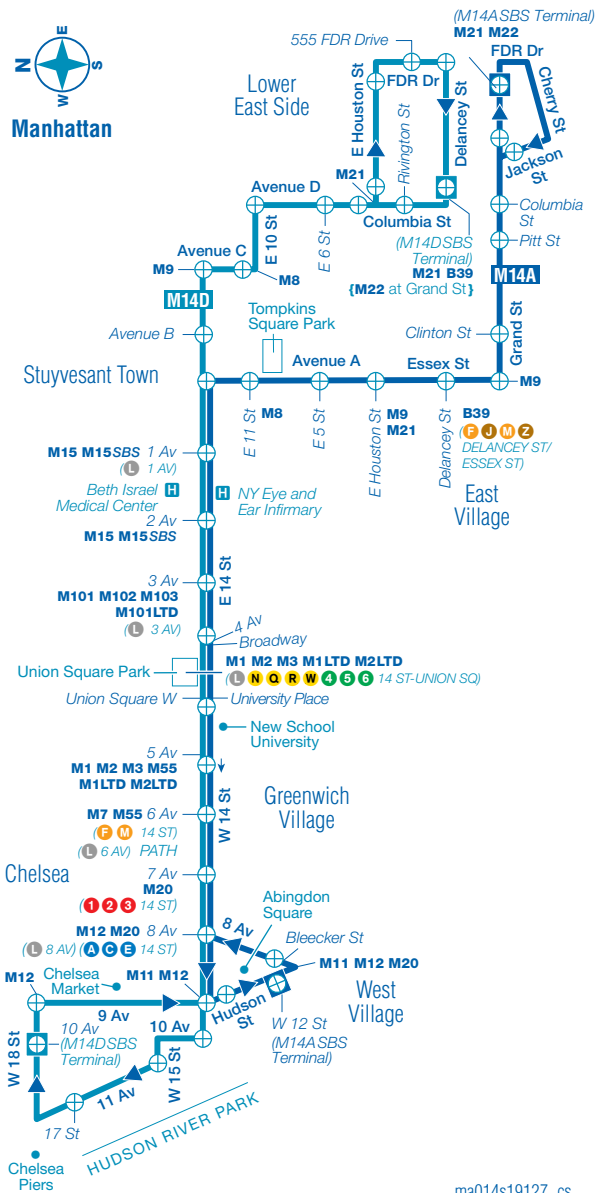 N
E
S
W
Manhattan
Lower
East Side
555 FDR Drive
FDR Dr
E Houston St
Rivington St
Delancey St
(M14ASBS Terminal)
M21 M22
FDR Dr
Cherry St
Jackson
St
Columbia
St
Pitt St
M14A
Grand St
Clinton St
M9
M21
Avenue D
E 10 St
E 6 St
Columbia St
(M14DSBS
Terminal)
M21 B39
{M22 at Grand St}
Avenue C
M9
M8
M14D
Avenue B
Tompkins
Square Park
Stuyvesant Town
Avenue A
Essex St
E 11 St
M8
E 5 St
E Houston St
M9
M21
Delancey St
B39
(F J M Z
DELANCEY ST/
ESSEX ST)
East
Village
M15 M15SBS 1 Av
(L 1 AV)
Beth Israel H
Medical Center
H NY Eye and
Ear Infirmary
2 Av
M15 M15SBS
E 14 St
3 Av
M101 M102 M103
M101LTD
(L 3 AV)
4 Av
Broadway
Union Square Park
M1 M2 M3 M1LTD M2LTD
(L N Q R W 4 5 6 14 ST-UNION SQ)
Union Square W
University Place
New School
University
5 Av
M1 M2 M3 M55
M1LTD M2LTD
W 14 St
Greenwich
Village
M7 M55 6 Av
(F M 14 ST)
(L 6 AV) PATH
Chelsea
7 Av
M20
(1 2 3 14 ST)
M12 M20 8 Av
(L 8 AV) (A C E 14 ST)
8 Av
Abingdon
Square
Bleecker St
M11 M12 M20
West
Village
Hudson
St
W 12 St
(M14ASBS
Terminal)
M11 M12
Chelsea
Market
M12
9 Av
10 Av
(M14DSBS
Terminal)
W 18 St
10 Av
W 15 St
11 Av
17 St
HUDSON RIVER PARK
Chelsea
Piers
ma014s19127_cs